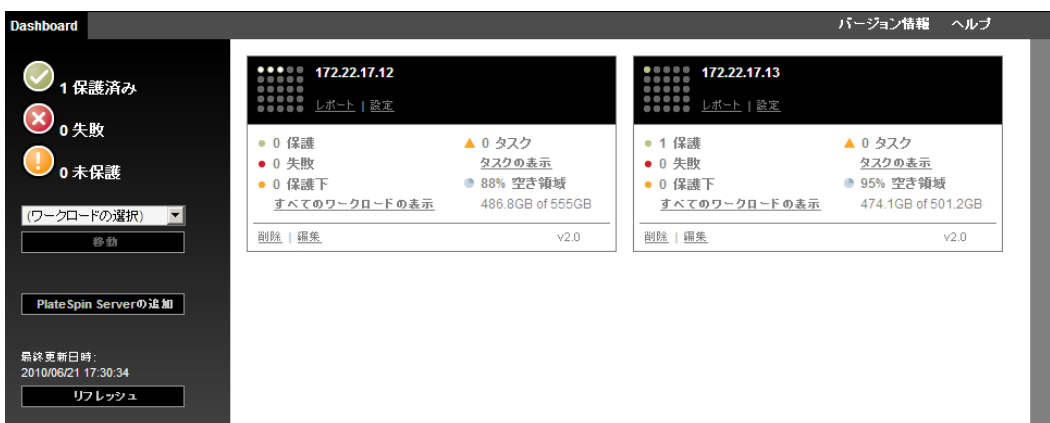 Dashboard
バージョン情報 ヘルプ
1 保護済み
0 失敗
0 未保護
(ワークロードの選択)
移動
PlateSpin Serverの追加
最終更新日時:
2010/06/21 17:30:34
リフレッシュ
172.22.17.12
レポート | 設定
0 保護
0 失敗
0 保護下
すべてのワークロードの表示
0 タスク
タスクの表示
88% 空き領域
486.8GB of 555GB
削除 | 編集
v2.0
172.22.17.13
レポート | 設定
1 保護
0 失敗
0 保護下
すべてのワークロードの表示
0 タスク
タスクの表示
95% 空き領域
474.1GB of 501.2GB
削除 | 編集
v2.0